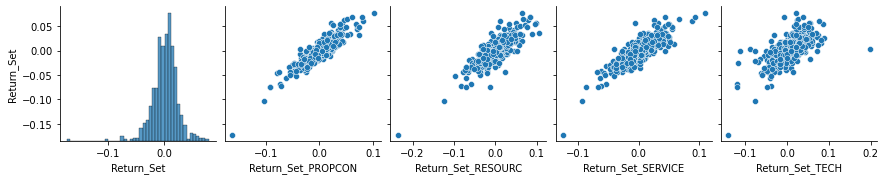 Return_Set
0.05
0.00
−0.05
−0.10
−0.15
−0.1 0.0
−0.1 0.0 0.1
−0.2 −0.1 0.0 0.1
−0.1 0.0 0.1
−0.1 0.0 0.1 0.2
Return_Set
Return_Set_PROPCON
Return_Set_RESOURC
Return_Set_SERVICE
Return_Set_TECH